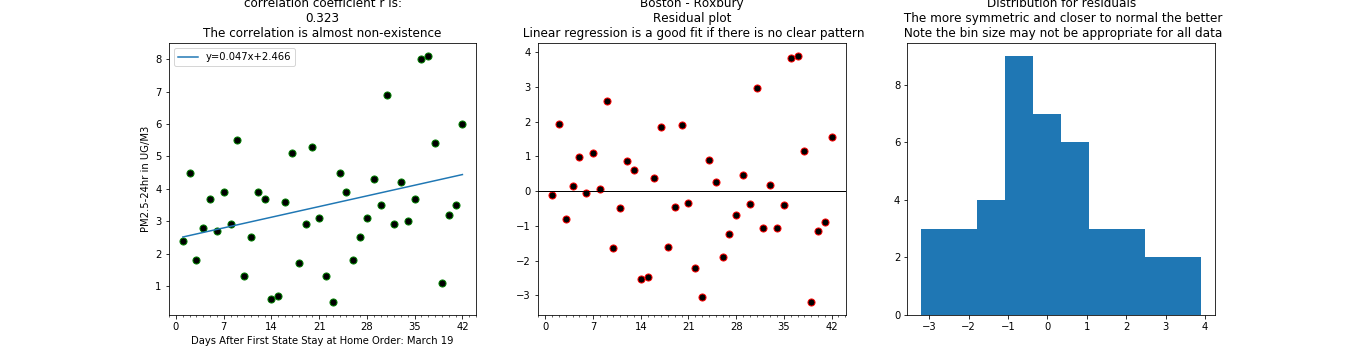 correlation coefficient r is:
0.323
The correlation is almost non-existence
y=0.047x+2.466
PM2.5-24hr in UG/M3
8
7
6
5
4
3
2
1
0 7 14 21 28 35 42
Days After First State Stay at Home Order: March 19
Boston - Roxbury
Residual plot
Linear regression is a good fit if there is no clear pattern
4
3
2
1
0
−1
−2
−3
0 7 14 21 28 35 42
Distribution for residuals
The more symmetric and closer to normal the better
Note the bin size may not be appropriate for all data
8
6
4
2
0
−3 −2 −1 0 1 2 3 4